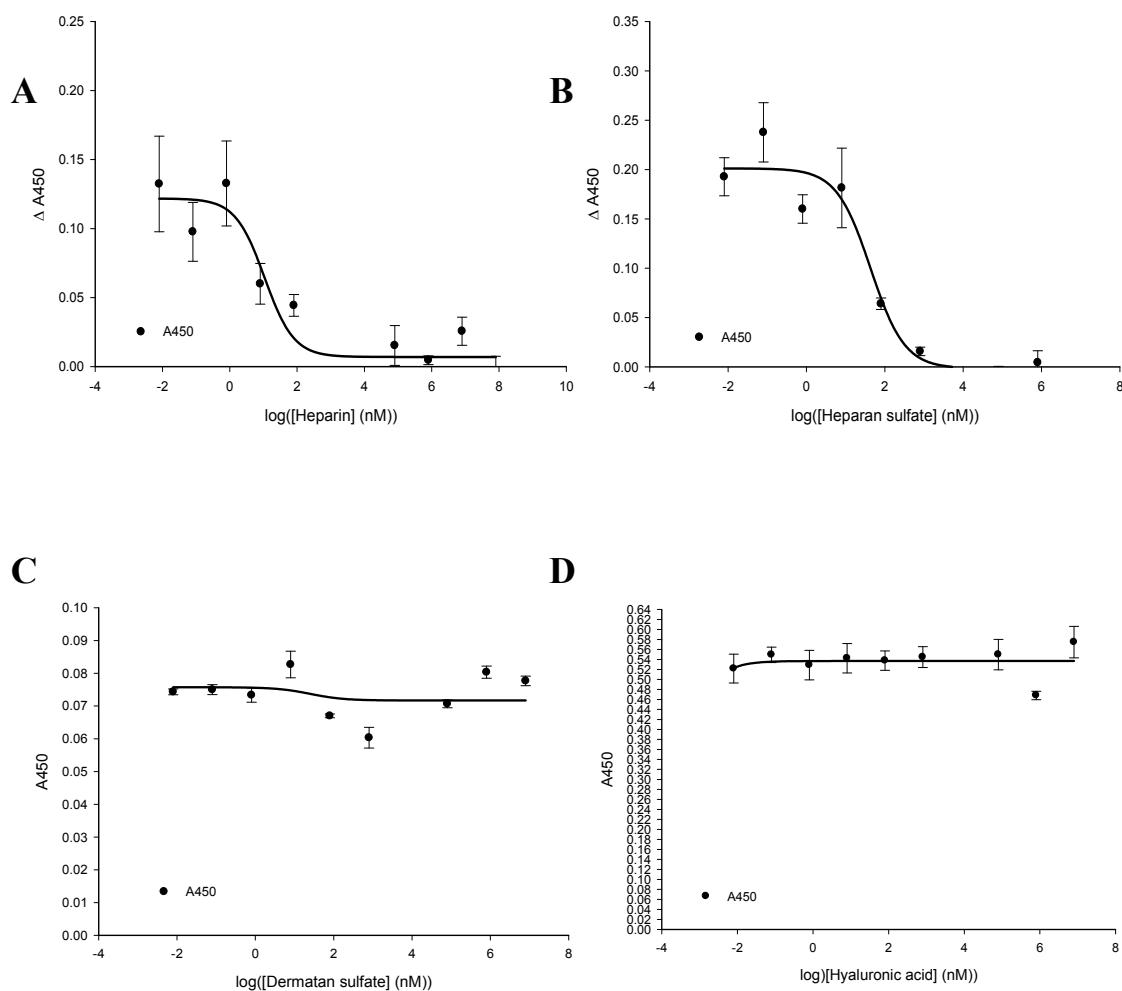 A
0.25
0.20
0.15
0.10
0.05
0.00
Δ A450
A450
-4 -2 0 2 4 6 8 10
log([Heparin] (nM))
B
0.35
0.30
0.25
0.20
0.15
0.10
0.05
0.00
Δ A450
A450
-4 -2 0 2 4 6 8
log([Heparan sulfate] (nM))
C
0.10
0.09
0.08
0.07
0.06
0.05
0.04
0.03
0.02
0.01
0.00
A450
A450
-4 -2 0 2 4 6 8
log([Dermatan sulfate] (nM))
D
0.64
0.62
0.60
0.58
0.56
0.54
0.52
0.50
0.48
0.46
0.44
0.42
0.40
0.38
0.36
0.34
0.32
0.30
0.28
0.26
0.24
0.22
0.20
0.18
0.16
0.14
0.12
0.10
0.08
0.06
0.04
0.02
0.00
A450
A450
-4 -2 0 2 4 6 8
log)[Hyaluronic acid] (nM))